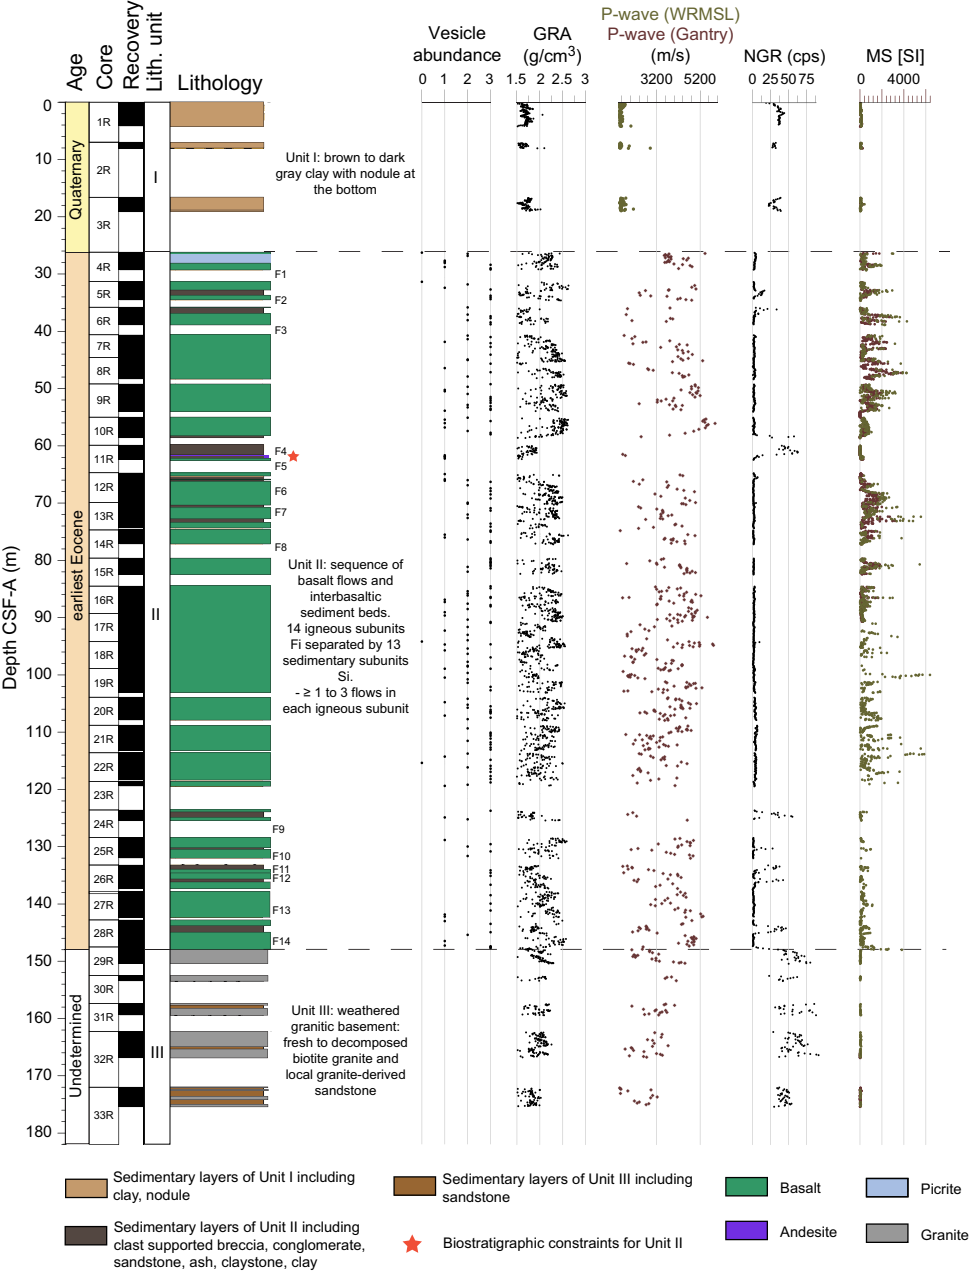 Age
Core
Recovery
Lith. unit
Lithology
Vesicle
abundance
0 1 2 3
GRA
(g/cm³)
1.5 2 2.5 3
P-wave (WRMSL)
P-wave (Gantry)
(m/s)
3200 5200
NGR (cps)
0 25 50 75
MS [SI]
0 4000
Depth CSF-A (m)
0
10
20
30
40
50
60
70
80
90
100
110
120
130
140
150
160
170
180
Quaternary
earliest Eocene
Undetermined
1R
2R
3R
4R
5R
6R
7R
8R
9R
10R
11R
12R
13R
14R
15R
16R
17R
18R
19R
20R
21R
22R
23R
24R
25R
26R
27R
28R
29R
30R
31R
32R
33R
I
II
III
F1
F2
F3
F4
F5
F6
F7
F8
F9
F10
F11
F12
F13
F14
Unit I: brown to dark
gray clay with nodule at
the bottom
Unit II: sequence of
basalt flows and
interbasaltic
sediment beds.
14 igneous subunits
Fi separated by 13
sedimentary subunits
Si.
- ≥ 1 to 3 flows in
each igneous subunit
Unit III: weathered
granitic basement:
fresh to decomposed
biotite granite and
local granite-derived
sandstone
Sedimentary layers of Unit I including
clay, nodule
Sedimentary layers of Unit II including
clast supported breccia, conglomerate,
sandstone, ash, claystone, clay
Sedimentary layers of Unit III including
sandstone
Biostratigraphic constraints for Unit II
Basalt
Andesite
Picrite
Granite